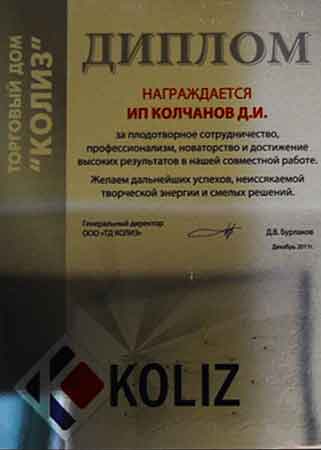 ТОРГОВЫЙ ДОМ
"КОЛИЗ"
ДИПЛОМ
НАГРАЖДАЕТСЯ
ИП КОЛЧАНОВ Д.И.
за плодотворное сотрудничество,
профессионализм, новаторство и достижение
высоких результатов в нашей совместной работе.
Желаем дальнейших успехов, неиссякаемой
творческой энергии и смелых решений.
Генеральный директор
ООО «ТД КОЛИЗ»
Д.В. Бурлаков
Декабрь 2011г.
KOLIZ